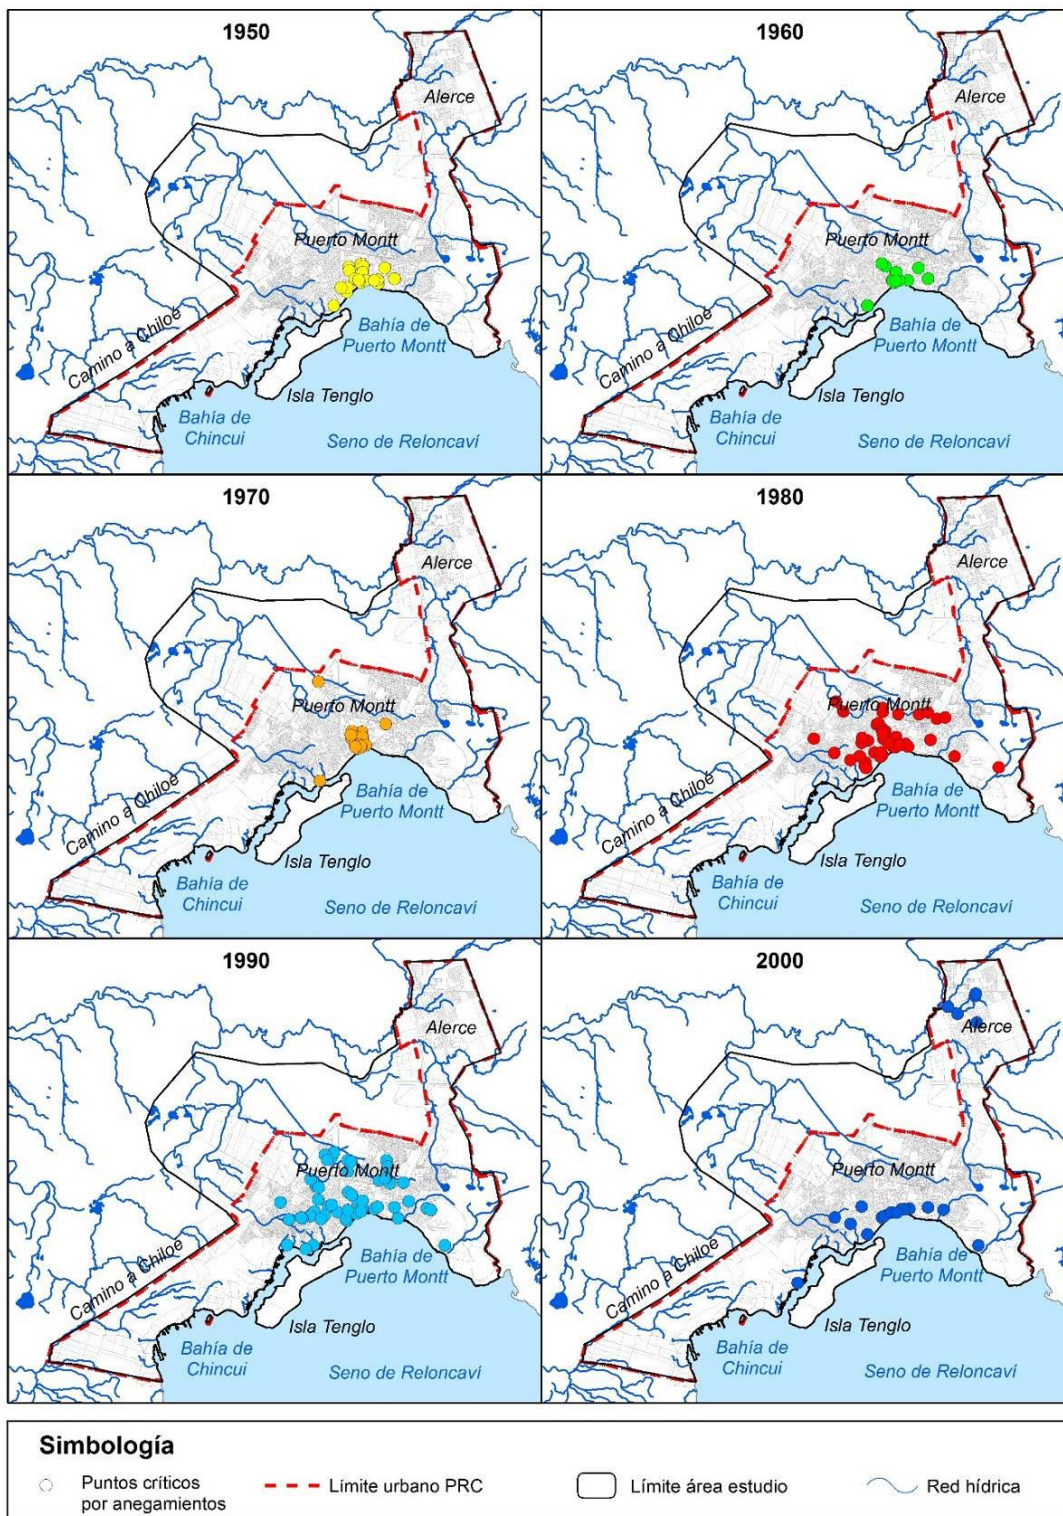 1950
Alerce
Puerto Montt
Camino a Chiloé
Bahía de
Puerto Montt
Isla Tenglo
Bahía de
Chincui
Seno de Reloncaví
1960
Alerce
Puerto Montt
Camino a Chiloé
Bahía de
Puerto Montt
Isla Tenglo
Bahía de
Chincui
Seno de Reloncaví
1970
Alerce
Puerto Montt
Camino a Chiloé
Bahía de
Puerto Montt
Isla Tenglo
Bahía de
Chincui
Seno de Reloncaví
1980
Alerce
Puerto Montt
Camino a Chiloé
Bahía de
Puerto Montt
Isla Tenglo
Bahía de
Chincui
Seno de Reloncaví
1990
Alerce
Puerto Montt
Camino a Chiloé
Bahía de
Puerto Montt
Isla Tenglo
Bahía de
Chincui
Seno de Reloncaví
2000
Alerce
Puerto Montt
Camino a Chiloé
Bahía de
Puerto Montt
Isla Tenglo
Bahía de
Chincui
Seno de Reloncaví
Simbología
Puntos críticos
por anegamientos
Límite urbano PRC
Límite área estudio
Red hídrica